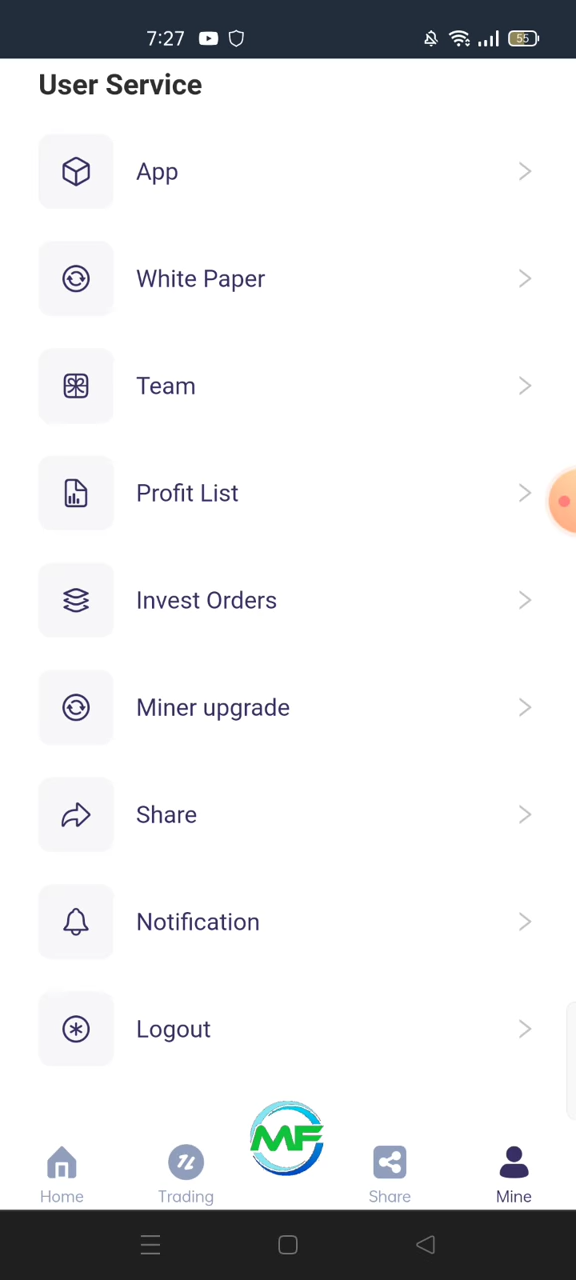 7:27
55
User Service
App
White Paper
Team
Profit List
Invest Orders
Miner upgrade
Share
Notification
Logout
MF
Home
Trading
Share
Mine